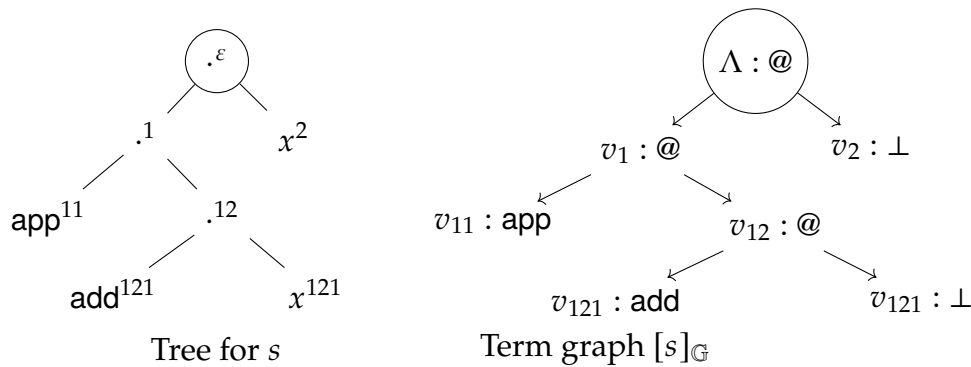 ·ε Λ : @
·1 x2 v1 : @ v2 : ⊥
app11 ·12 v11 : app v12 : @
add121 x121 v121 : add v121 : ⊥
Tree for s Term graph [s]𝔾